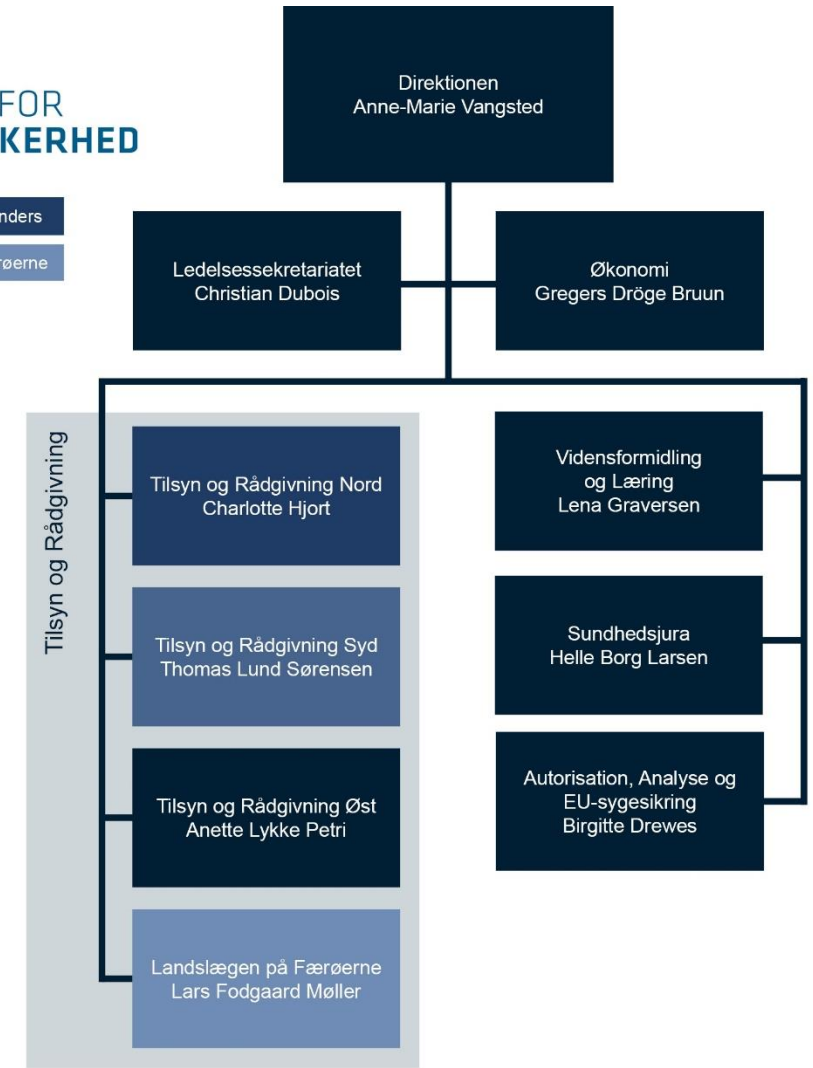 Direktionen
Anne-Marie Vangsted
FOR
KERHED
Ledelsessekretariatet
Christian Dubois
Økonomi
Gregers Dröge Bruun
Tilsyn og Rådgivning
Tilsyn og Rådgivning Nord
Charlotte Hjort
Tilsyn og Rådgivning Syd
Thomas Lund Sørensen
Tilsyn og Rådgivning Øst
Anette Lykke Petri
Landslægen på Færøerne
Lars Fodgaard Møller
Vidensformidling
og Læring
Lena Graversen
Sundhedsjura
Helle Borg Larsen
Autorisation, Analyse og
EU-sygesikring
Birgitte Drewes